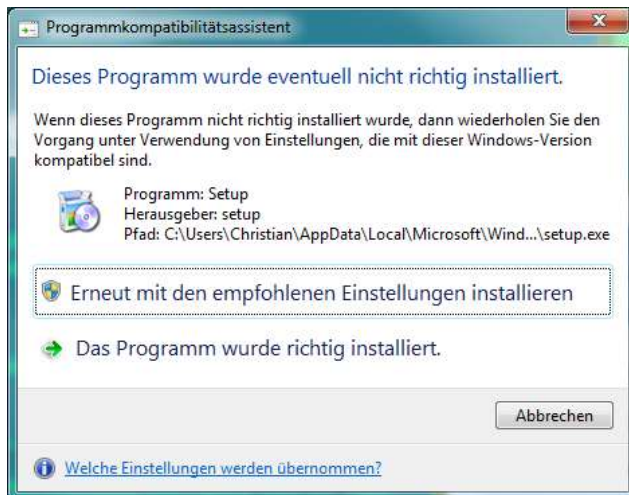 Programmkompatibilitätsassistent
Dieses Programm wurde eventuell nicht richtig installiert.
Wenn dieses Programm nicht richtig installiert wurde, dann wiederholen Sie den
Vorgang unter Verwendung von Einstellungen, die mit dieser Windows-Version
kompatibel sind.
Programm: Setup
Herausgeber: setup
Pfad: C:\Users\Christian\AppData\Local\Microsoft\Wind...\setup.exe
Erneut mit den empfohlenen Einstellungen installieren
Das Programm wurde richtig installiert.
Abbrechen
Welche Einstellungen werden übernommen?